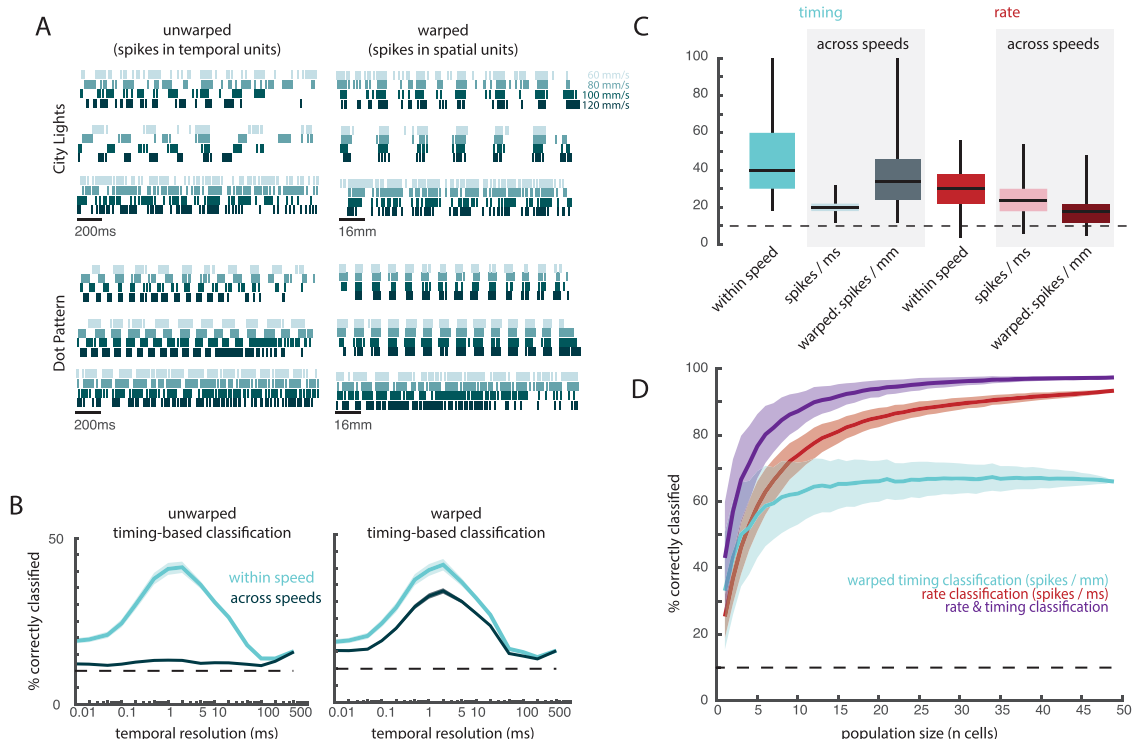 A
unwarped
(spikes in temporal units)
warped
(spikes in spatial units)
60 mm/s
80 mm/s
100 mm/s
120 mm/s
City Lights
200ms
16mm
Dot Pattern
200ms
16mm
B
unwarped
timing-based classification
warped
timing-based classification
50
0
% correctly classified
within speed
across speeds
0.01
0.1
1
5
10
100
500
temporal resolution (ms)
0.01
0.1
1
5
10
100
500
temporal resolution (ms)
C
timing
rate
across speeds
across speeds
100
80
60
40
20
0
within speed
spikes / ms
warped: spikes / mm
within speed
spikes / ms
warped: spikes / mm
D
100
80
60
40
20
0
% correctly classified
warped timing classification (spikes / mm)
rate classification (spikes / ms)
rate & timing classification
0
5
10
15
20
25
30
35
40
45
50
population size (n cells)